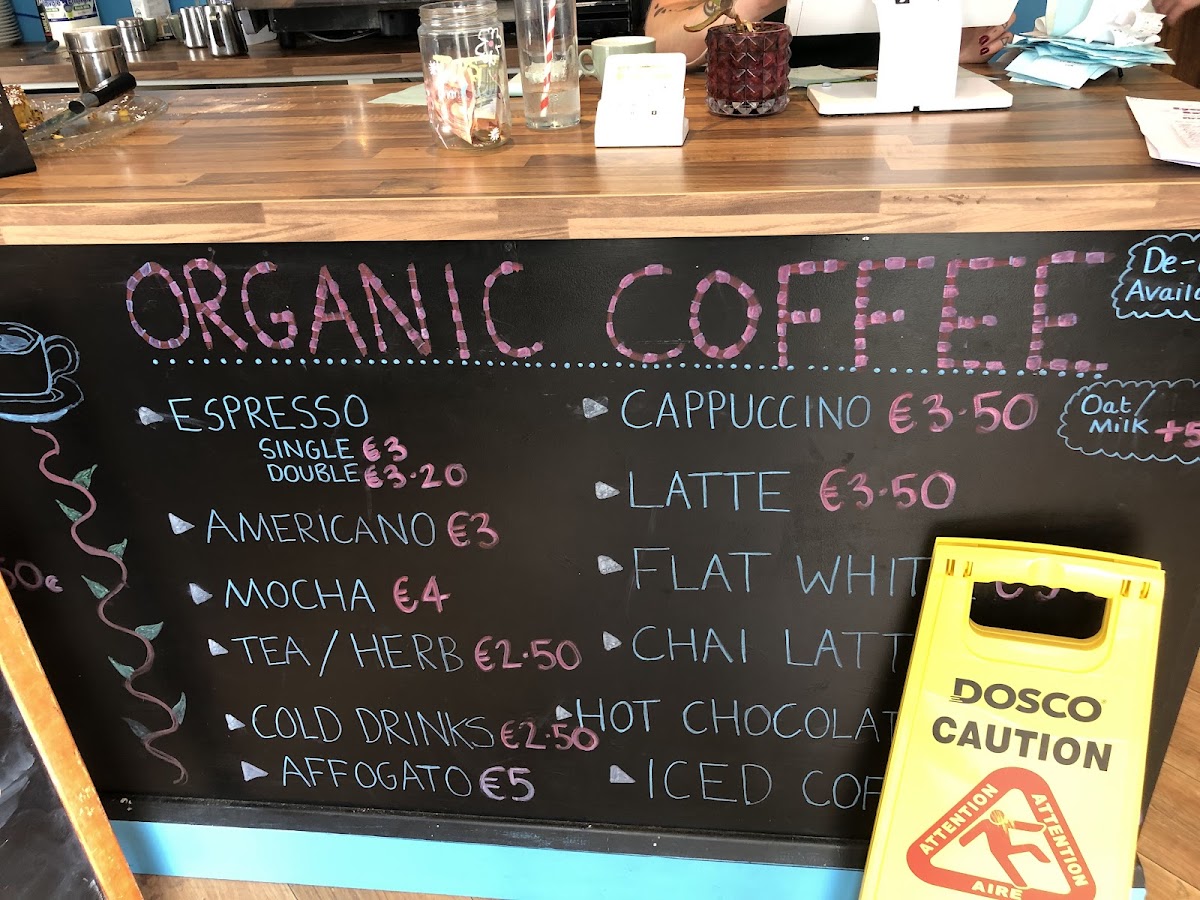 ORGANIC COFFEE
De-
Availa
ESPRESSO
SINGLE €3
DOUBLE €3.20
AMERICANO €3
MOCHA €4
TEA/HERB €2.50
COLD DRINKS €2.50
AFFOGATO €5
CAPPUCCINO €3.50
LATTE €3.50
FLAT WHIT
CHAI LATT
HOT CHOCOLAT
ICED COF
Oat/
Milk +5
50€
DOSCO
CAUTION
ATTENTION
ATTENTION
AIRE